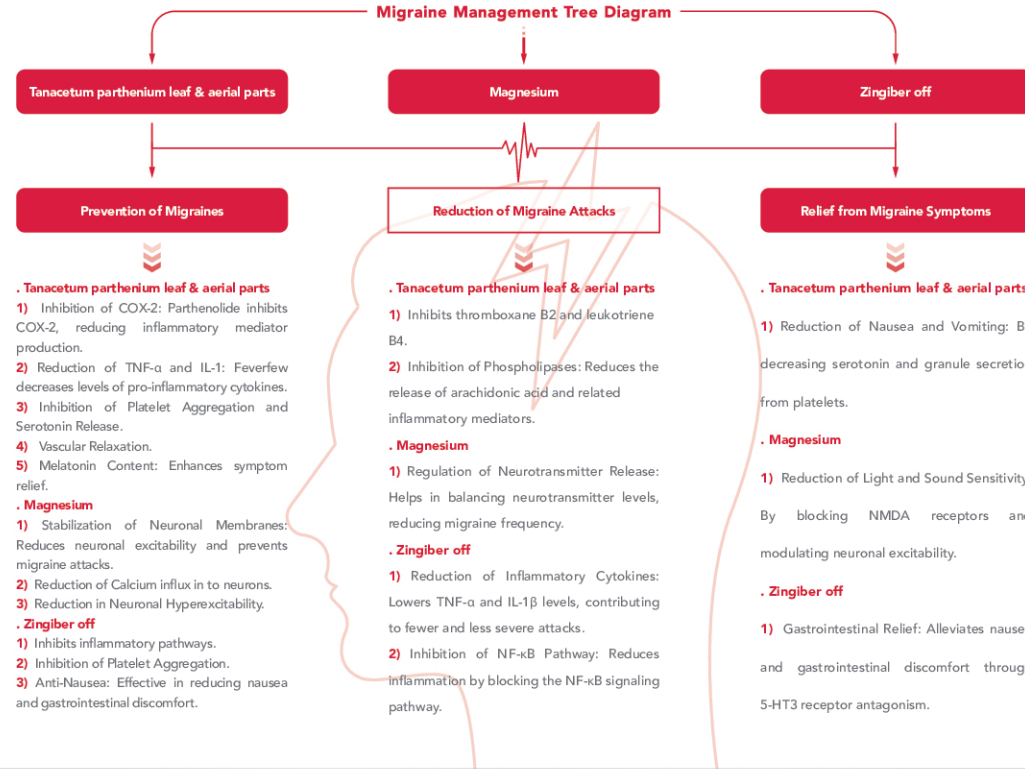 Migraine Management Tree Diagram
Tanacetum parthenium leaf & aerial parts
Magnesium
Zingiber off
Prevention of Migraines
Reduction of Migraine Attacks
Relief from Migraine Symptoms
. Tanacetum parthenium leaf & aerial parts
1) Inhibition of COX-2: Parthenolide inhibits
COX-2, reducing inflammatory mediator
production.
2) Reduction of TNF-α and IL-1: Feverfew
decreases levels of pro-inflammatory cytokines.
3) Inhibition of Platelet Aggregation and
Serotonin Release.
4) Vascular Relaxation.
5) Melatonin Content: Enhances symptom
relief.
. Magnesium
1) Stabilization of Neuronal Membranes:
Reduces neuronal excitability and prevents
migraine attacks.
2) Reduction of Calcium influx in to neurons.
3) Reduction in Neuronal Hyperexcitability.
. Zingiber off
1) Inhibits inflammatory pathways.
2) Inhibition of Platelet Aggregation.
3) Anti-Nausea: Effective in reducing nausea
and gastrointestinal discomfort.
. Tanacetum parthenium leaf & aerial parts
1) Inhibits thromboxane B2 and leukotriene
B4.
2) Inhibition of Phospholipases: Reduces the
release of arachidonic acid and related
inflammatory mediators.
. Magnesium
1) Regulation of Neurotransmitter Release:
Helps in balancing neurotransmitter levels,
reducing migraine frequency.
. Zingiber off
1) Reduction of Inflammatory Cytokines:
Lowers TNF-α and IL-1β levels, contributing
to fewer and less severe attacks.
2) Inhibition of NF-κB Pathway: Reduces
inflammation by blocking the NF-κB signaling
pathway.
. Tanacetum parthenium leaf & aerial parts
1) Reduction of Nausea and Vomiting: B
decreasing serotonin and granule secretio
from platelets.
. Magnesium
1) Reduction of Light and Sound Sensitivity
By blocking NMDA receptors an
modulating neuronal excitability.
. Zingiber off
1) Gastrointestinal Relief: Alleviates nause
and gastrointestinal discomfort throug
5-HT3 receptor antagonism.